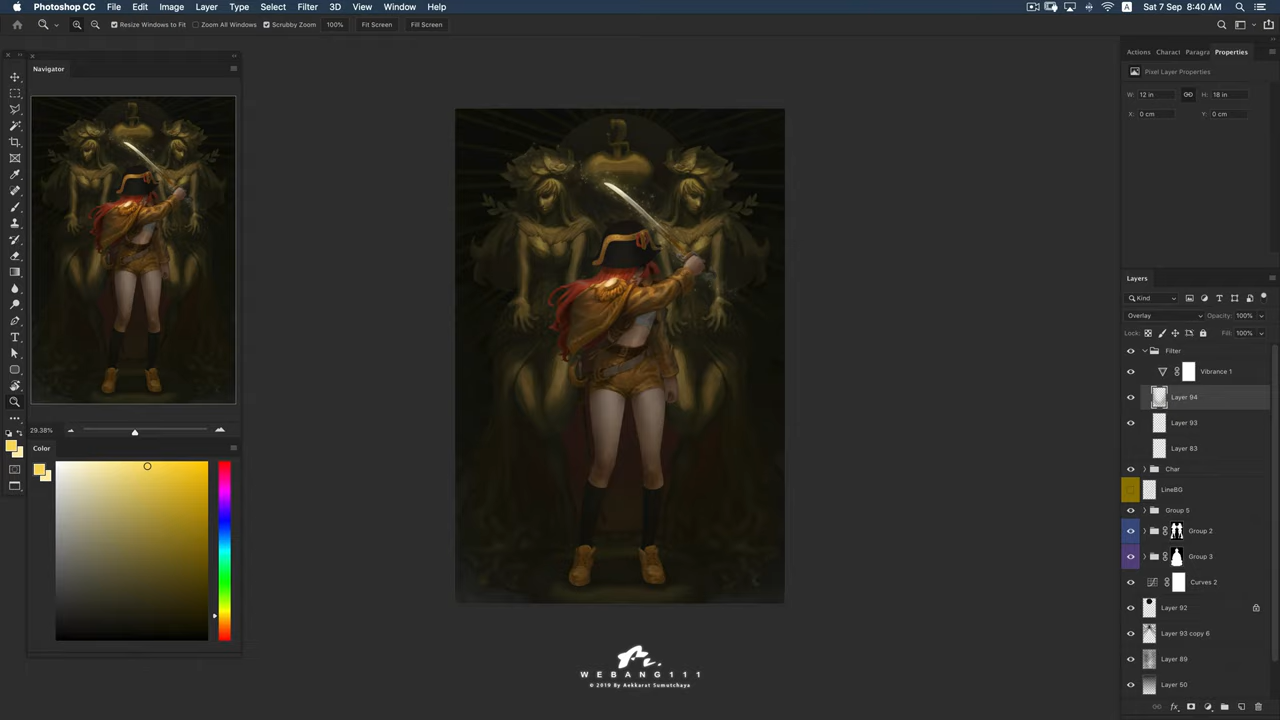 Photoshop CC File Edit Image Layer Type Select Filter 3D View Window Help A Sat 7 Sep 8:40 AM
Resize Windows to Fit Zoom All Windows Scrubby Zoom 100% Fit Screen Fill Screen
Navigator
29.38%
Color
Actions Charact Paragra Properties
Pixel Layer Properties
W: 12 in H: 18 in
X: 0 cm Y: 0 cm
Layers
Kind
Overlay Opacity: 100%
Lock: Fill: 100%
Filter
Vibrance 1
Layer 94
Layer 93
Layer 83
Char
LineBG
Group 5
Group 2
Group 3
Curves 2
Layer 92
Layer 93 copy 6
Layer 89
Layer 50
WEBANG111
© 2019 By Aekkarat Sumutchaya